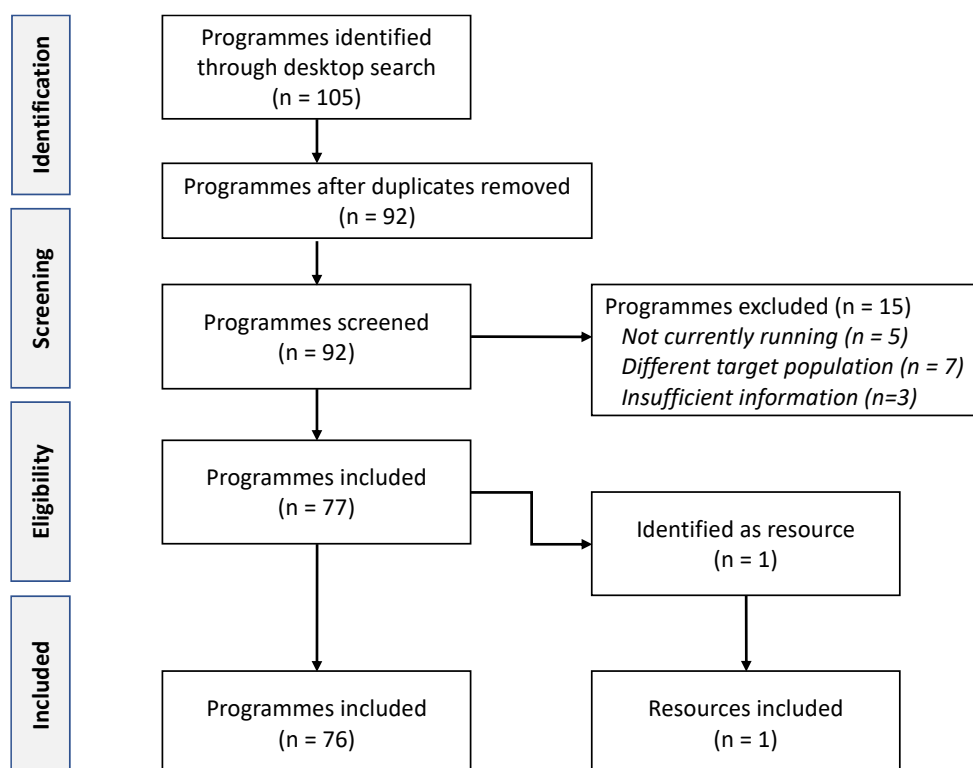 Identification
Programmes identified
through desktop search
(n = 105)
Programmes after duplicates removed
(n = 92)
Screening
Programmes screened
(n = 92)
Programmes excluded (n = 15)
Not currently running (n = 5)
Different target population (n = 7)
Insufficient information (n=3)
Eligibility
Programmes included
(n = 77)
Identified as resource
(n = 1)
Included
Programmes included
(n = 76)
Resources included
(n = 1)